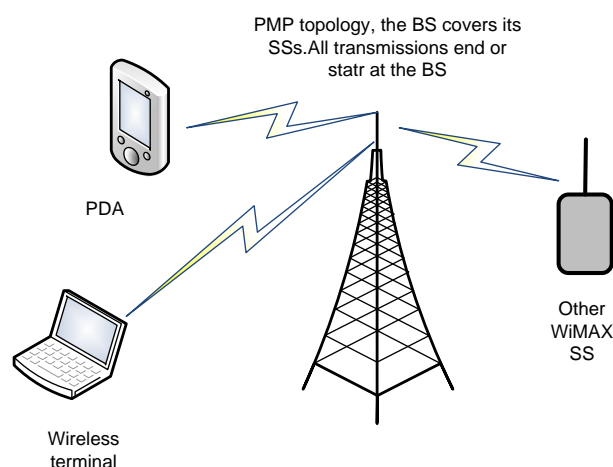 PMP topology, the BS covers its
SSs.All transmissions end or
statr at the BS
PDA
Other
WiMAX
SS
Wireless
terminal